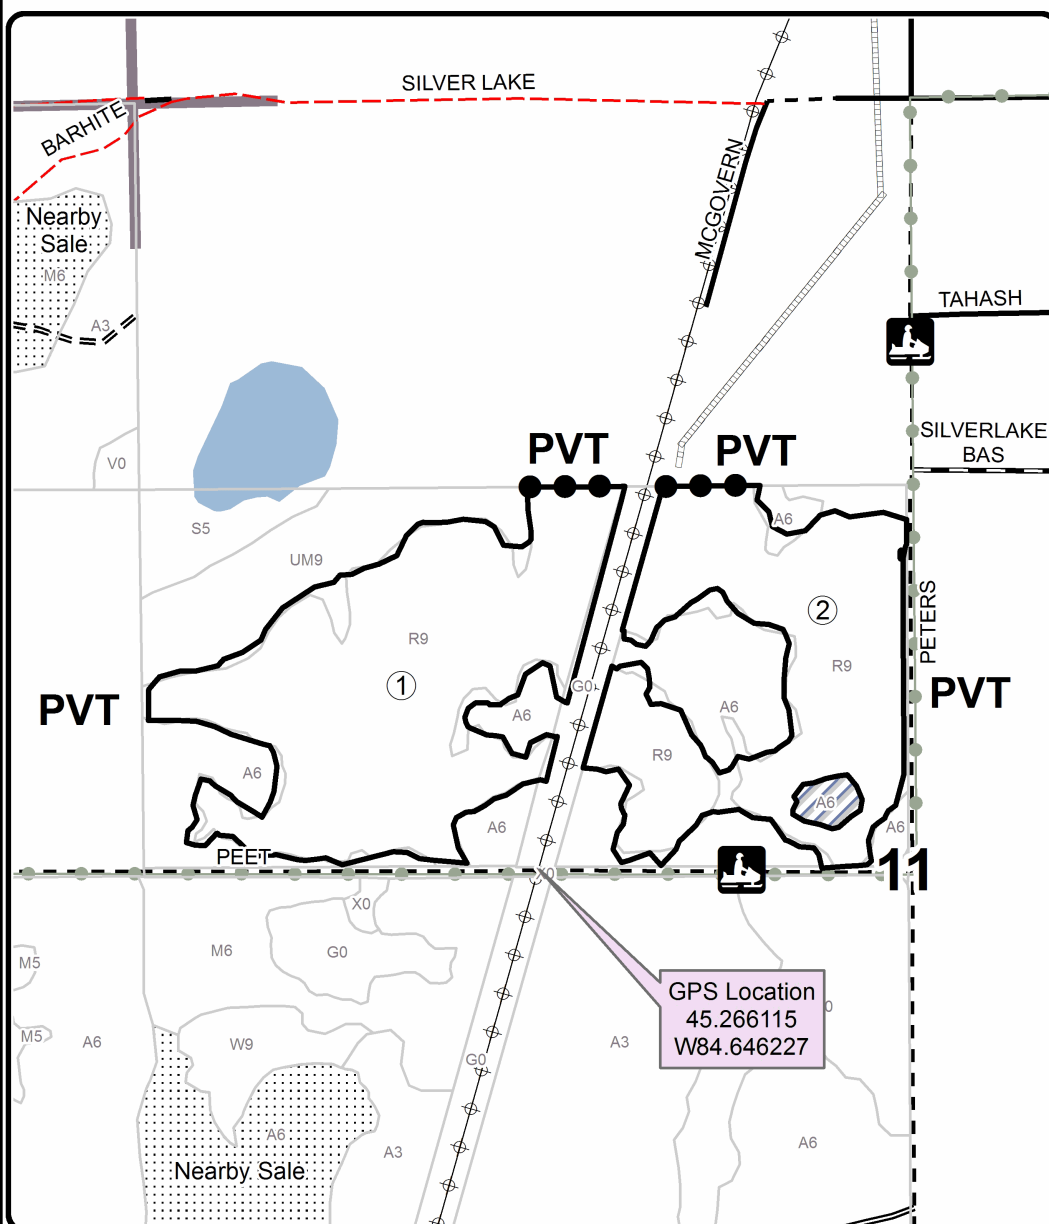 SILVER LAKE
BARHITE
MCGOVERN
Nearby
Sale
M6
A3
TAHASH
V0
PVT
PVT
SILVERLAKE
BAS
S5
A6
UM9
R9
1
2
PETERS
R9
PVT
G0
A6
A6
PVT
R9
A6
A6
A6
A6
PEET
11
X0
X0
M6
G0
M5
GPS Location
45.266115
W84.646227
0
M5
A6
W9
A3
G0
A6
A3
A6
Nearby Sale